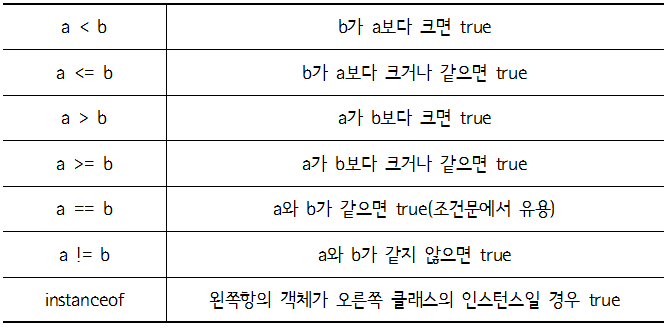 a < b b가 a보다 크면 true
a <= b b가 a보다 크거나 같으면 true
a > b a가 b보다 크면 true
a >= b a가 b보다 크거나 같으면 true
a == b a와 b가 같으면 true(조건문에서 유용)
a != b a와 b가 같지 않으면 true
instanceof 왼쪽항의 객체가 오른쪽 클래스의 인스턴스일 경우 true